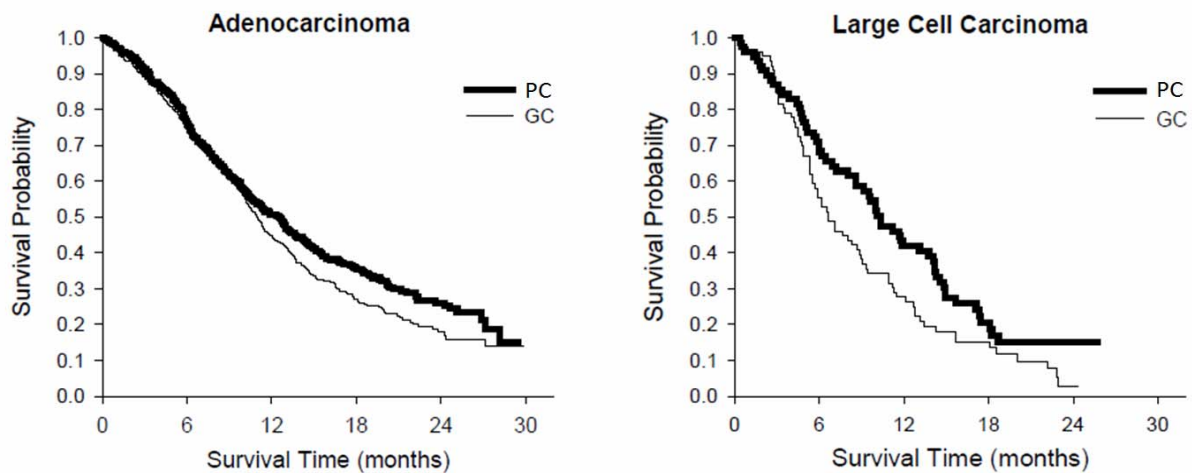 Adenocarcinoma
Survival Probability
1.0
0.9
0.8
0.7
0.6
0.5
0.4
0.3
0.2
0.1
0.0
PC
GC
0 6 12 18 24 30
Survival Time (months)
Large Cell Carcinoma
Survival Probability
1.0
0.9
0.8
0.7
0.6
0.5
0.4
0.3
0.2
0.1
0.0
PC
GC
0 6 12 18 24 30
Survival Time (months)